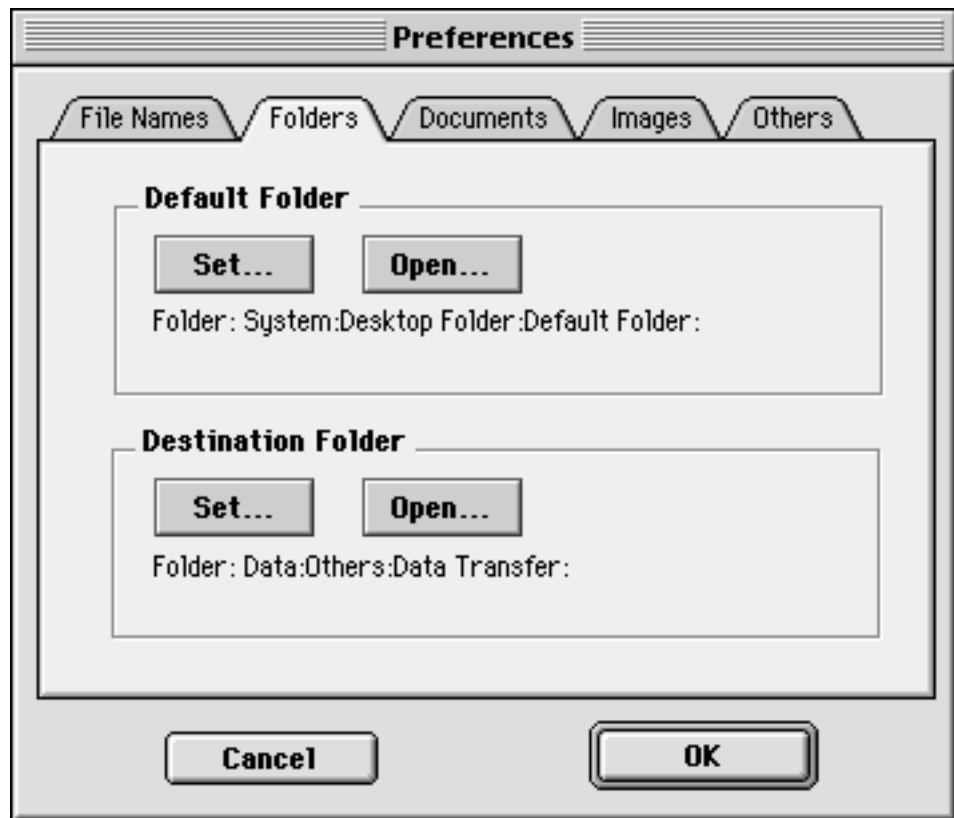 Preferences
File Names Folders Documents Images Others
Default Folder
Set... Open...
Folder: System:Desktop Folder:Default Folder:
Destination Folder
Set... Open...
Folder: Data:Others:Data Transfer:
Cancel OK